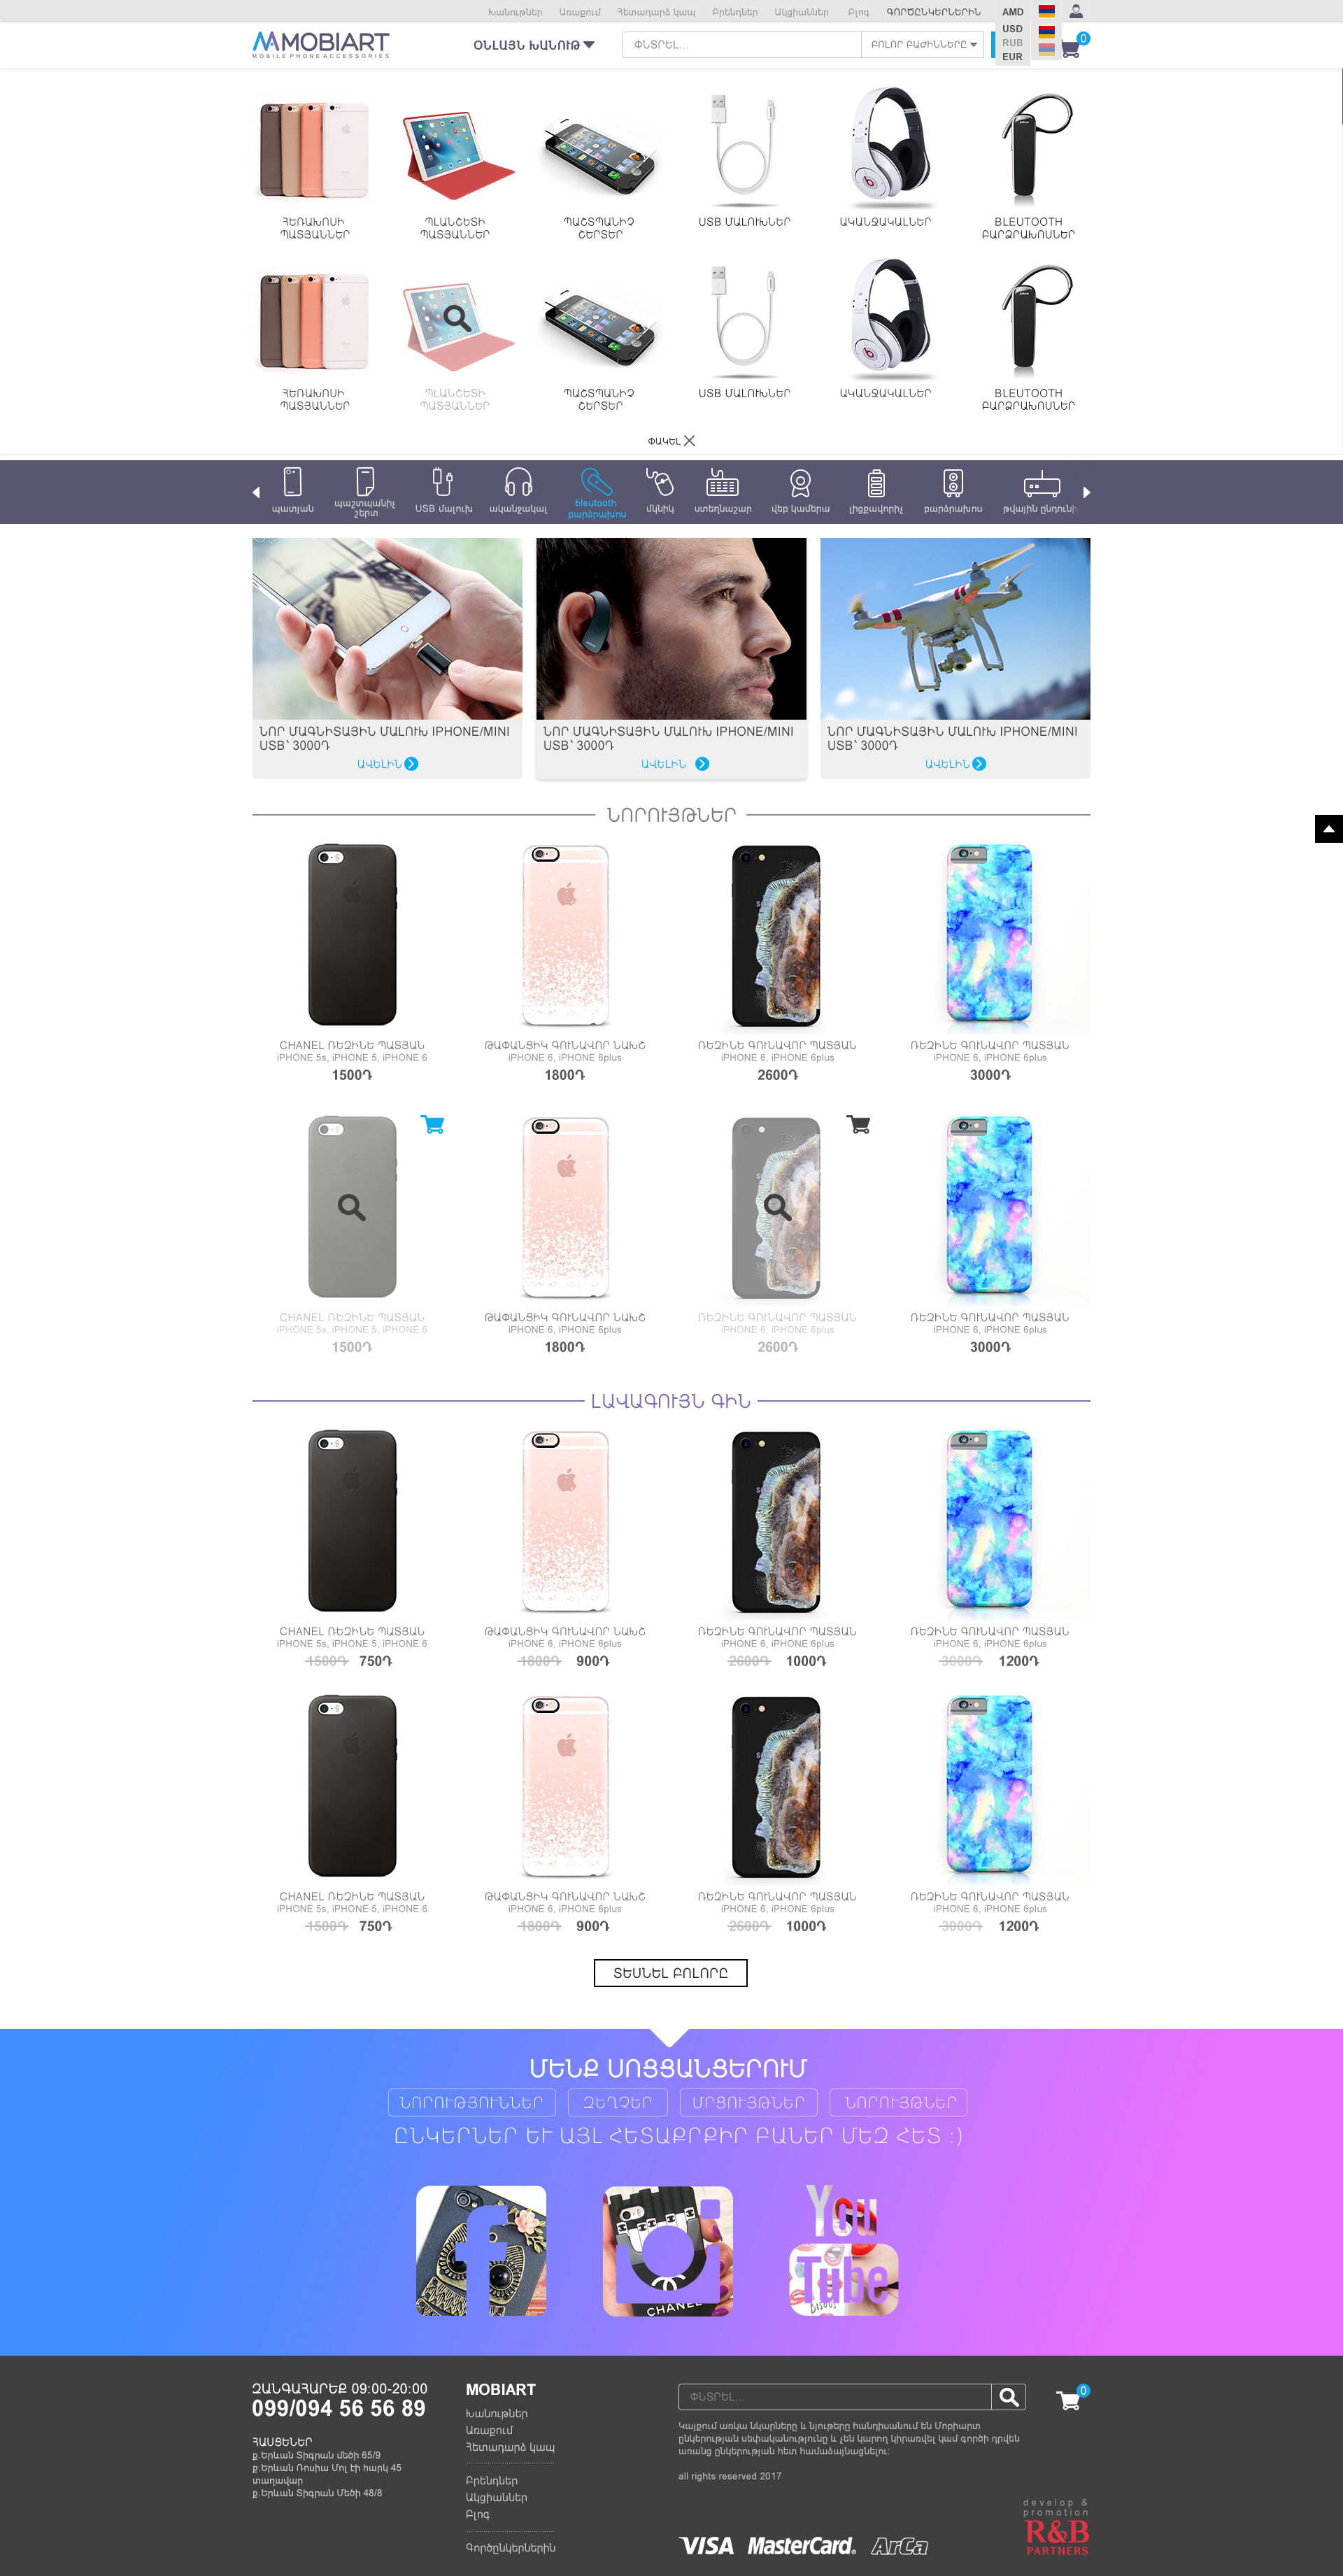 Խանութներ Առաքում Հետադարձ կապ Բրենդներ Ակցիաններ Բլոգ ԳՈՐԾԸՆԿԵՐՆԵՐԻՆ AMD
USD
RUB
EUR
MOBIART
MOBILE PHONE ACCESSORIES
ՕՆԼԱՅՆ ԽԱՆՈՒԹ
ՓՆՏՐԵԼ...
ԲՈԼՈՐ ԲԱԺԻՆՆԵՐԸ
0
ՀԵՌԱԽՈՍԻ
ՊԱՏՅԱՆՆԵՐ
ՊԼԱՆՇԵՏԻ
ՊԱՏՅԱՆՆԵՐ
ՊԱՇՏՊԱՆԻՉ
ՇԵՐՏԵՐ
USB ՄԱԼՈՒԽՆԵՐ
ԱԿԱՆՋԱԿԱԼՆԵՐ
BLEUTOOTH
ԲԱՐՁՐԱԽՈՍՆԵՐ
ՀԵՌԱԽՈՍԻ
ՊԱՏՅԱՆՆԵՐ
ՊԼԱՆՇԵՏԻ
ՊԱՏՅԱՆՆԵՐ
ՊԱՇՏՊԱՆԻՉ
ՇԵՐՏԵՐ
USB ՄԱԼՈՒԽՆԵՐ
ԱԿԱՆՋԱԿԱԼՆԵՐ
BLEUTOOTH
ԲԱՐՁՐԱԽՈՍՆԵՐ
ՓԱԿԵԼ
պատյան
պաշտպանիչ
շերտ
USB մալուխ
ականջակալ
bleutooth
բարձրախոս
մկնիկ
ստեղնաշար
վեբ կամերա
լիցքավորիչ
բարձրախոս
թվային ընդունիչ
ՆՈՐ ՄԱԳՆԻՏԱՅԻՆ ՄԱԼՈՒԽ IPHONE/MINI
USB՝ 3000Դ
ԱՎԵԼԻՆ
ՆՈՐ ՄԱԳՆԻՏԱՅԻՆ ՄԱԼՈՒԽ IPHONE/MINI
USB՝ 3000Դ
ԱՎԵԼԻՆ
ՆՈՐ ՄԱԳՆԻՏԱՅԻՆ ՄԱԼՈՒԽ IPHONE/MINI
USB՝ 3000Դ
ԱՎԵԼԻՆ
ՆՈՐՈՒՅԹՆԵՐ
CHANEL ՌԵԶԻՆԵ ՊԱՏՅԱՆ
iPHONE 5s, iPHONE 5, iPHONE 6
1500Դ
ԹԱՓԱՆՑԻԿ ԳՈՒՆԱՎՈՐ ՆԱԽՇ
iPHONE 6, iPHONE 6plus
1800Դ
ՌԵԶԻՆԵ ԳՈՒՆԱՎՈՐ ՊԱՏՅԱՆ
iPHONE 6, iPHONE 6plus
2600Դ
ՌԵԶԻՆԵ ԳՈՒՆԱՎՈՐ ՊԱՏՅԱՆ
iPHONE 6, iPHONE 6plus
3000Դ
CHANEL ՌԵԶԻՆԵ ՊԱՏՅԱՆ
iPHONE 5s, iPHONE 5, iPHONE 6
1500Դ
ԹԱՓԱՆՑԻԿ ԳՈՒՆԱՎՈՐ ՆԱԽՇ
iPHONE 6, iPHONE 6plus
1800Դ
ՌԵԶԻՆԵ ԳՈՒՆԱՎՈՐ ՊԱՏՅԱՆ
iPHONE 6, iPHONE 6plus
2600Դ
ՌԵԶԻՆԵ ԳՈՒՆԱՎՈՐ ՊԱՏՅԱՆ
iPHONE 6, iPHONE 6plus
3000Դ
ԼԱՎԱԳՈՒՅՆ ԳԻՆ
CHANEL ՌԵԶԻՆԵ ՊԱՏՅԱՆ
iPHONE 5s, iPHONE 5, iPHONE 6
1500Դ 750Դ
ԹԱՓԱՆՑԻԿ ԳՈՒՆԱՎՈՐ ՆԱԽՇ
iPHONE 6, iPHONE 6plus
1800Դ 900Դ
ՌԵԶԻՆԵ ԳՈՒՆԱՎՈՐ ՊԱՏՅԱՆ
iPHONE 6, iPHONE 6plus
2600Դ 1000Դ
ՌԵԶԻՆԵ ԳՈՒՆԱՎՈՐ ՊԱՏՅԱՆ
iPHONE 6, iPHONE 6plus
3000Դ 1200Դ
CHANEL ՌԵԶԻՆԵ ՊԱՏՅԱՆ
iPHONE 5s, iPHONE 5, iPHONE 6
1500Դ 750Դ
ԹԱՓԱՆՑԻԿ ԳՈՒՆԱՎՈՐ ՆԱԽՇ
iPHONE 6, iPHONE 6plus
1800Դ 900Դ
ՌԵԶԻՆԵ ԳՈՒՆԱՎՈՐ ՊԱՏՅԱՆ
iPHONE 6, iPHONE 6plus
2600Դ 1000Դ
ՌԵԶԻՆԵ ԳՈՒՆԱՎՈՐ ՊԱՏՅԱՆ
iPHONE 6, iPHONE 6plus
3000Դ 1200Դ
ՏԵՍՆԵԼ ԲՈԼՈՐԸ
ՄԵՆՔ ՍՈՑՑԱՆՑԵՐՈՒՄ
ՆՈՐՈՒԹՅՈՒՆՆԵՐ ԶԵՂՉԵՐ ՄՐՑՈՒՅԹՆԵՐ ՆՈՐՈՒՅԹՆԵՐ
ԸՆԿԵՐՆԵՐ ԵՒ ԱՅԼ ՀԵՏԱՔՐՔԻՐ ԲԱՆԵՐ ՄԵԶ ՀԵՏ :)
CHANEL
You
Tube
ԶԱՆԳԱՀԱՐԵՔ 09:00-20:00
099/094 56 56 89
ՀԱՍՑԵՆԵՐ
ք.Երևան Տիգրան մեծի 65/9
ք.Երևան Ռոսիա Մոլ էի հարկ 45
տաղավար
ք.Երևան Տիգրան Մեծի 48/8
MOBIART
Խանութներ
Առաքում
Հետադարձ կապ
Բրենդներ
Ակցիաններ
Բլոգ
Գործընկերներին
ՓՆՏՐԵԼ...
0
Կայքում առկա նկարները և նյութերը հանդիսանում են Մոբիարտ
ընկերության սեփականությունը և չեն կարող կիրառվել կամ գործի դրվեն
առանց ընկերության հետ համաձայնացնելու:
all rights reserved 2017
VISA MasterCard ArCa
develop &
promotion
R&B
PARTNERS